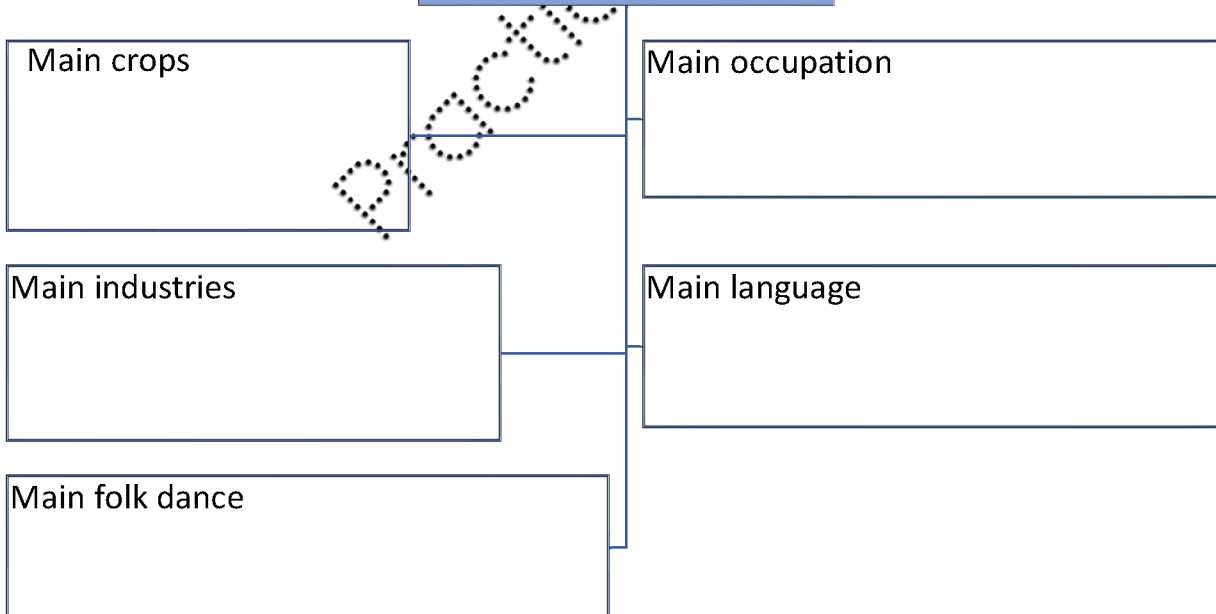 Main crops
Main occupation
Main industries
Main language
Main folk dance